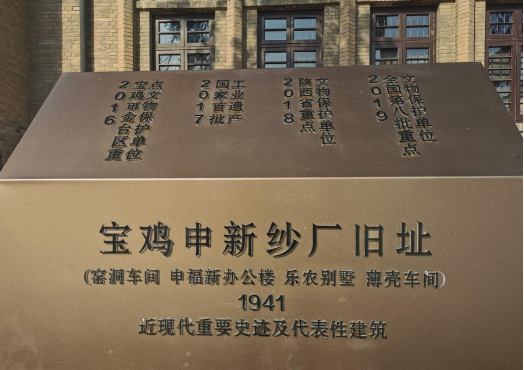 2016
宝鸡市金台区重
点文物保护单位
2017
国家首批
工业遗产
2018
陕西省重点
文物保护单位
2019
全国第八批重点
文物保护单位
宝鸡申新纱厂旧址
(窑洞车间 申福新办公楼 乐农别墅 薄壳车间)
1941
近现代重要史迹及代表性建筑